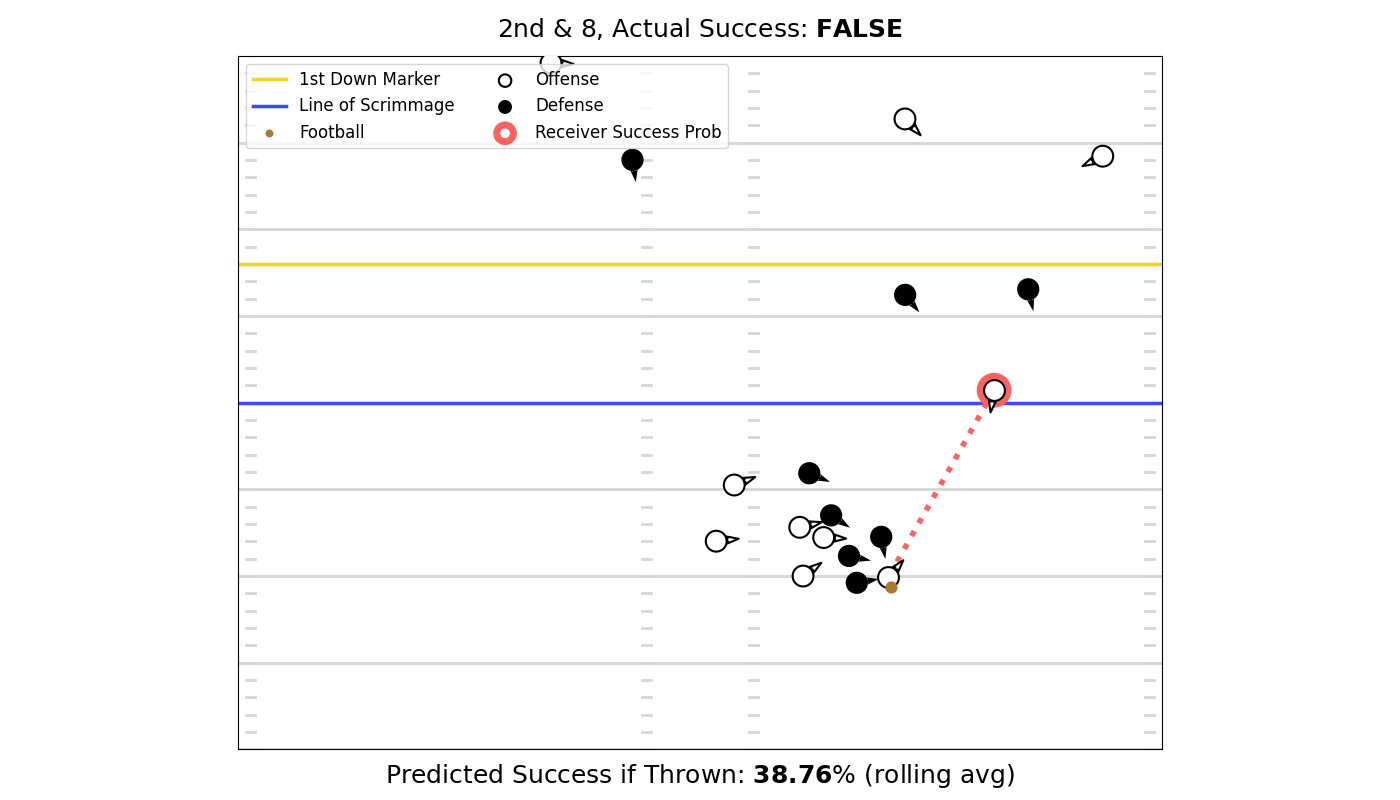 2nd & 8, Actual Success: FALSE
1st Down Marker
Line of Scrimmage
Football
Offense
Defense
Receiver Success Prob
Predicted Success if Thrown: 38.76% (rolling avg)